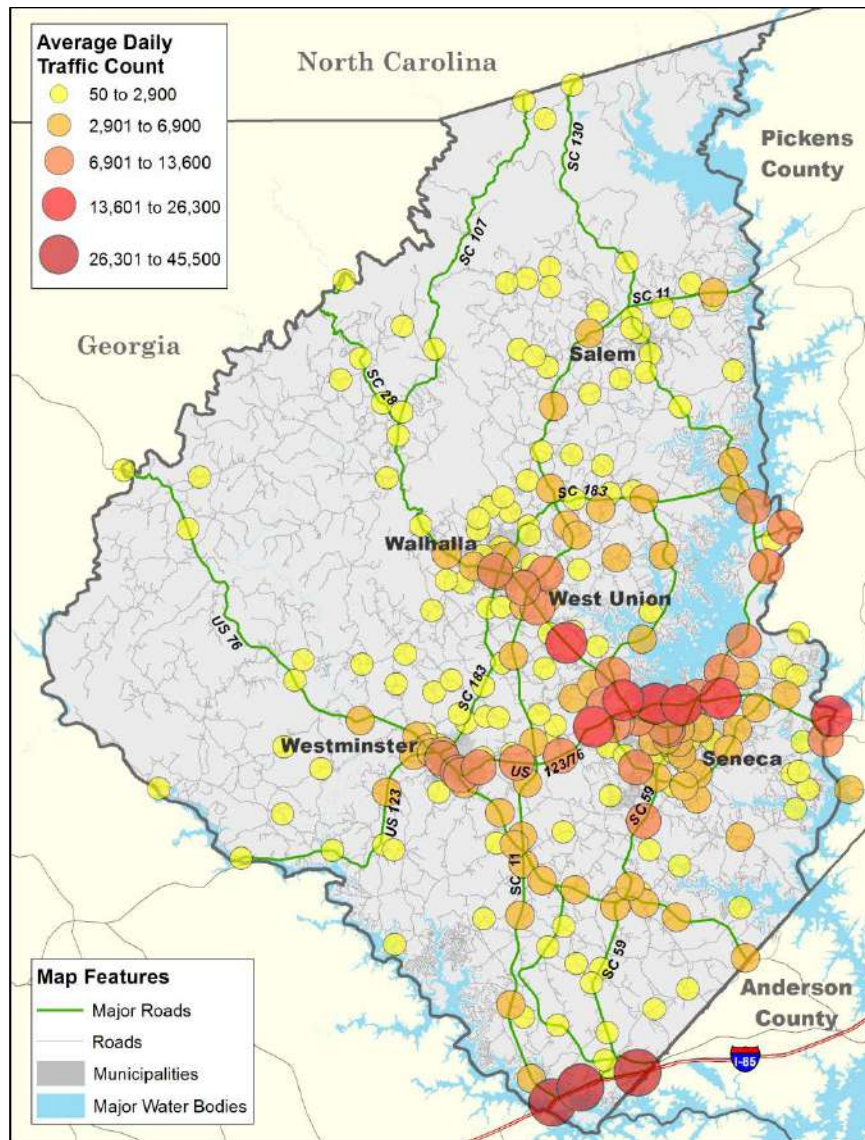 Average Daily
Traffic Count
50 to 2,900
2,901 to 6,900
6,901 to 13,600
13,601 to 26,300
26,301 to 45,500
North Carolina
Pickens
County
SC 130
SC 107
SC 11
Georgia
Salem
SC 28
SC 183
Walhalla
West Union
US 76
SC 183
Westminster
US 123/76
Seneca
US 123
SC 59
SC 11
SC 59
Map Features
Major Roads
Roads
Municipalities
Major Water Bodies
Anderson
County
I-85